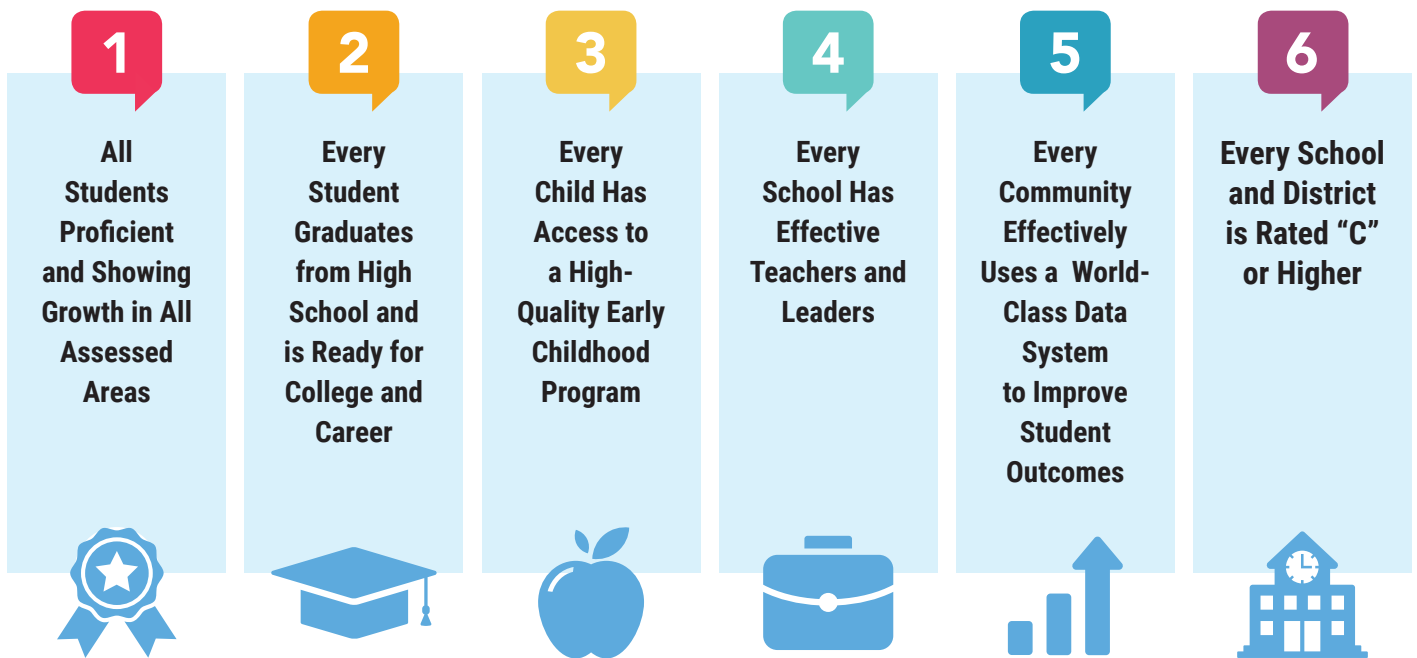 1
All
Students
Proficient
and Showing
Growth in All
Assessed
Areas
2
Every
Student
Graduates
from High
School and
is Ready for
College and
Career
3
Every
Child Has
Access to
a High-
Quality Early
Childhood
Program
4
Every
School Has
Effective
Teachers and
Leaders
5
Every
Community
Effectively
Uses a World-
Class Data
System
to Improve
Student
Outcomes
6
Every School
and District
is Rated “C”
or Higher